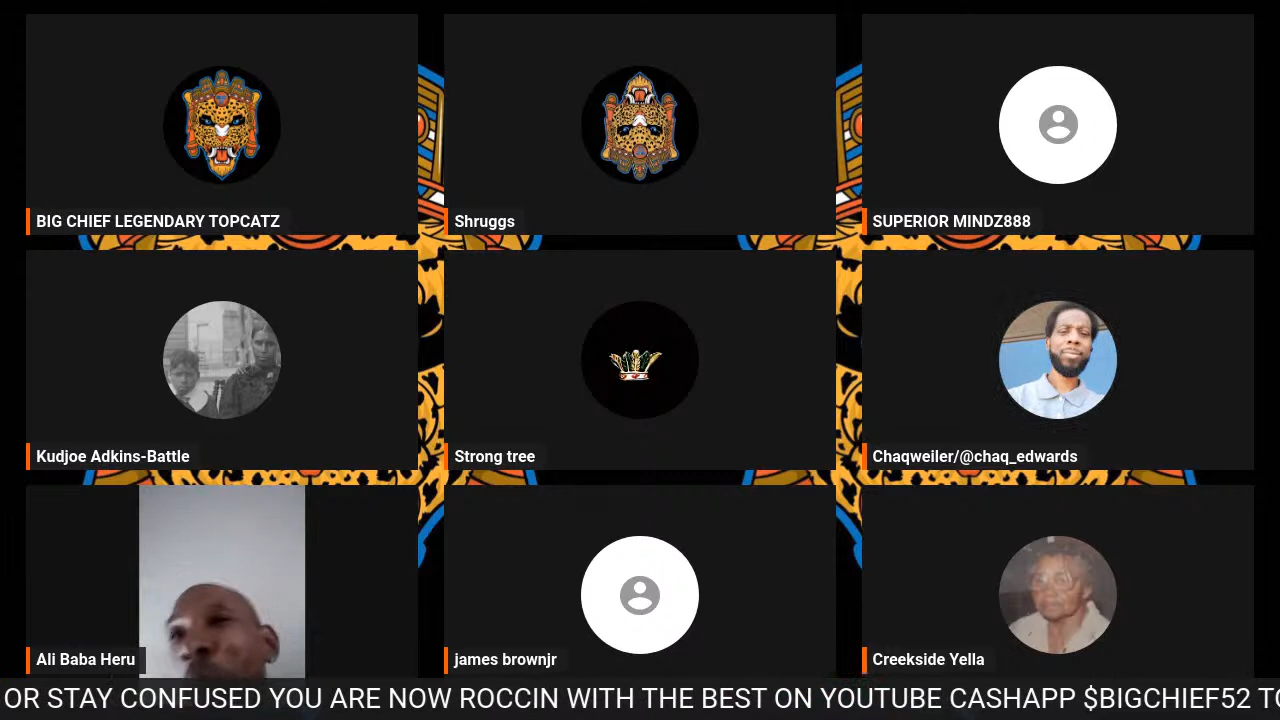 BIG CHIEF LEGENDARY TOPCATZ
Shruggs
SUPERIOR MINDZ888
Kudjoe Adkins-Battle
Strong tree
Chaqweiler/@chaq_edwards
Ali Baba Heru
james brownjr
Creekside Yella
OR STAY CONFUSED YOU ARE NOW ROCCIN WITH THE BEST ON YOUTUBE CASHAPP $BIGCHIEF52 TO